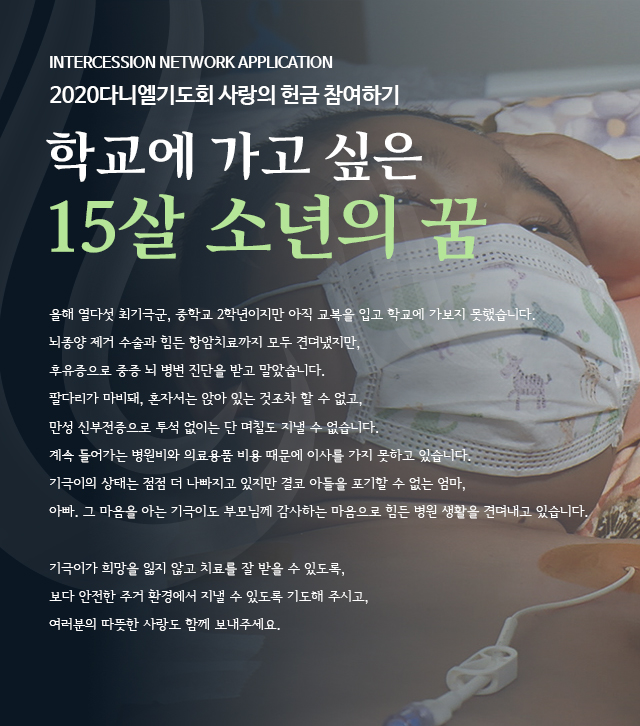 INTERCESSION NETWORK APPLICATION
2020다니엘기도회 사랑의 헌금 참여하기
학교에 가고 싶은
15살 소년의 꿈
올해 열다섯 최기극군, 중학교 2학년이지만 아직 교복을 입고 학교에 가보지 못했습니다.
뇌종양 제거 수술과 힘든 항암치료까지 모두 견뎌냈지만,
후유증으로 중증 뇌 병변 진단을 받고 말았습니다.
팔다리가 마비돼, 혼자서는 앉아 있는 것조차 할 수 없고,
만성 신부전증으로 투석 없이는 단 며칠도 지낼 수 없습니다.
계속 들어가는 병원비와 의료용품 비용 때문에 이사를 가지 못하고 있습니다.
기극이의 상태는 점점 더 나빠지고 있지만 결코 아들을 포기할 수 없는 엄마,
아빠. 그 마음을 아는 기극이도 부모님께 감사하는 마음으로 힘든 병원 생활을 견뎌내고 있습니다.
기극이가 희망을 잃지 않고 치료를 잘 받을 수 있도록,
보다 안전한 주거 환경에서 지낼 수 있도록 기도해 주시고,
여러분의 따뜻한 사랑도 함께 보내주세요.